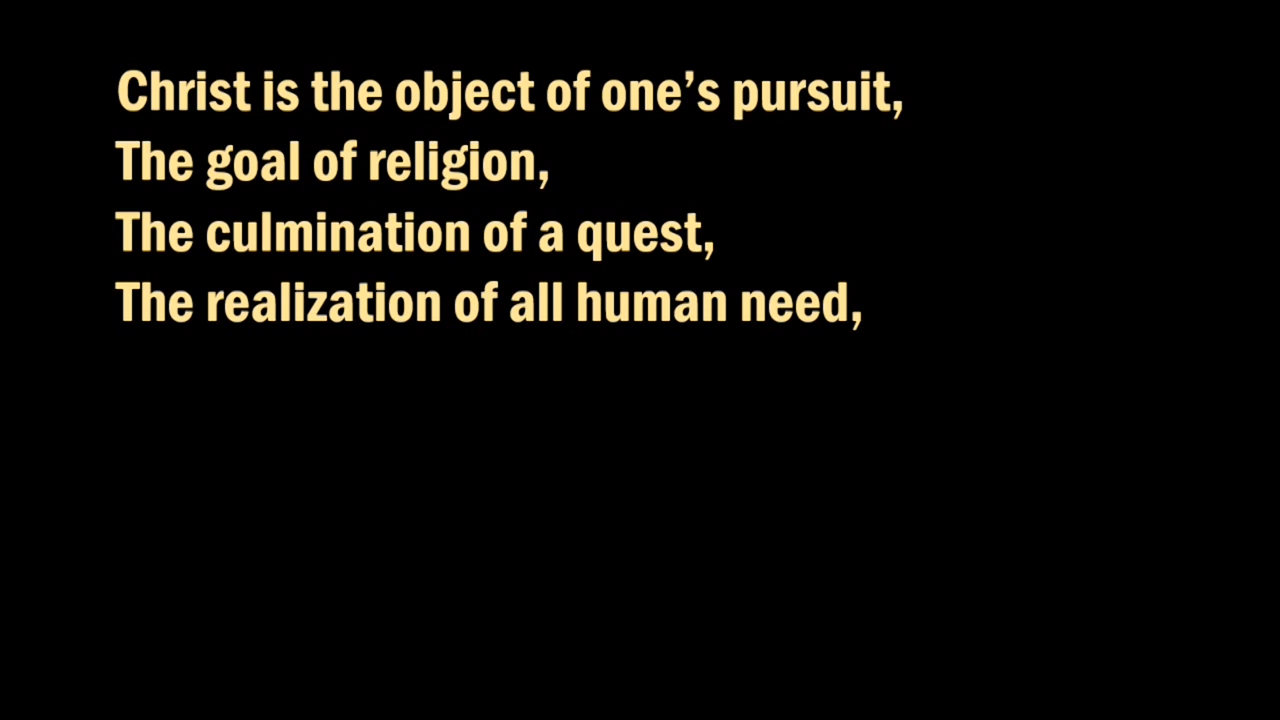 Christ is the object of one’s pursuit,
The goal of religion,
The culmination of a quest,
The realization of all human need,